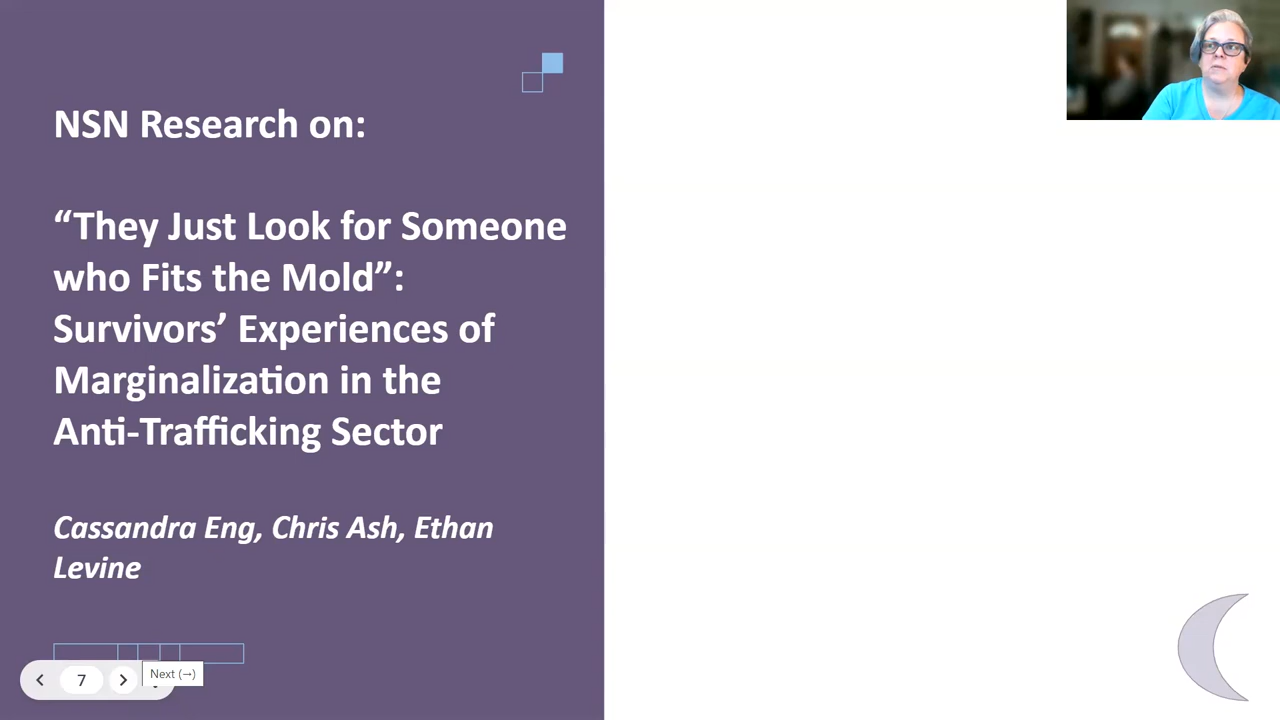 NSN Research on:
“They Just Look for Someone
who Fits the Mold”:
Survivors’ Experiences of
Marginalization in the
Anti-Trafficking Sector
Cassandra Eng, Chris Ash, Ethan
Levine
7
Next (→)